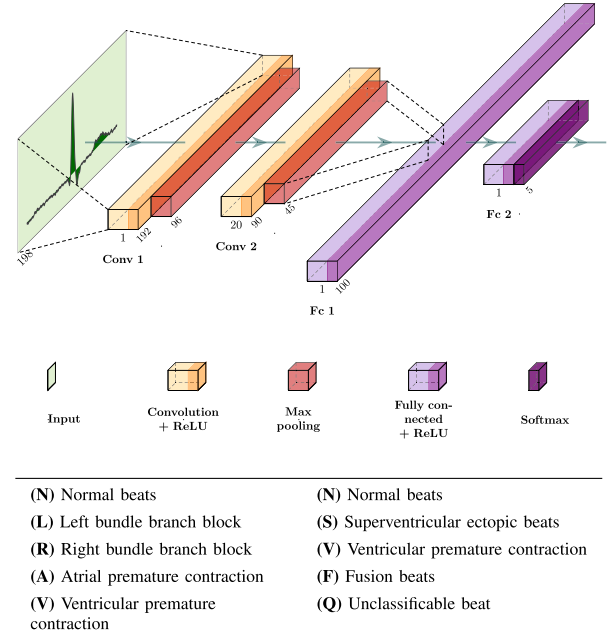 198
1
192
96
Conv 1
20
90
45
Conv 2
1
100
Fc 1
1
5
Fc 2
Input
Convolution
+ ReLU
Max
pooling
Fully con-
nected
+ ReLU
Softmax
(N) Normal beats
(L) Left bundle branch block
(R) Right bundle branch block
(A) Atrial premature contraction
(V) Ventricular premature
contraction
(N) Normal beats
(S) Superventricular ectopic beats
(V) Ventricular premature contraction
(F) Fusion beats
(Q) Unclassificable beat